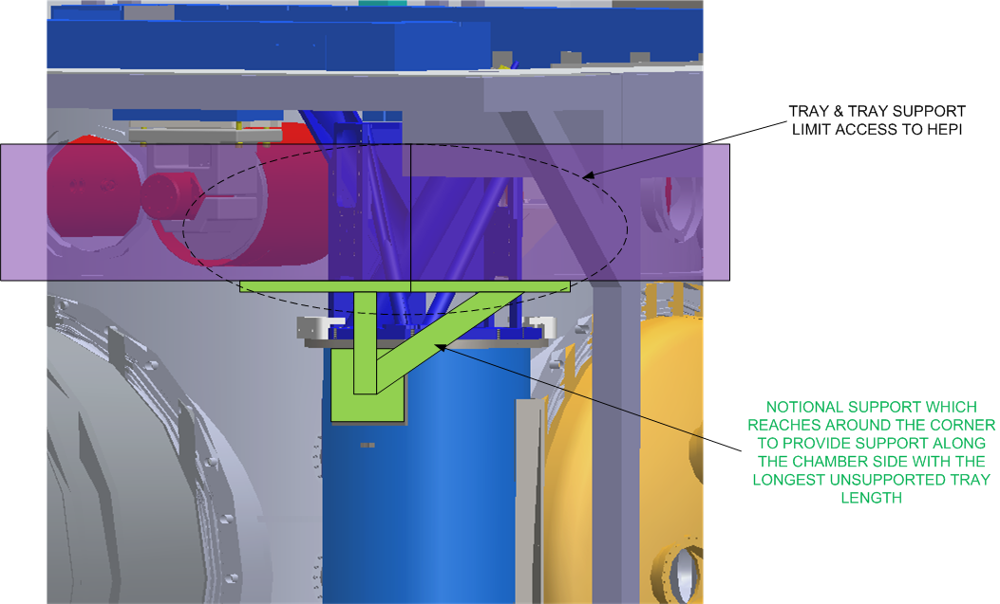 TRAY & TRAY SUPPORT
LIMIT ACCESS TO HEPI
NOTIONAL SUPPORT WHICH
REACHES AROUND THE CORNER
TO PROVIDE SUPPORT ALONG
THE CHAMBER SIDE WITH THE
LONGEST UNSUPPORTED TRAY
LENGTH